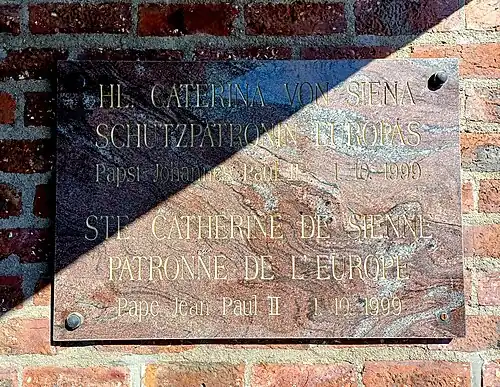 HL. CATERINA VON SIENA
SCHUTZPATRONIN EUROPAS
Papst Johannes Paul II 1. 10. 1999
STE. CATHERINE DE SIENNE
PATRONNE DE L'EUROPE
Pape Jean Paul II 1. 10. 1999